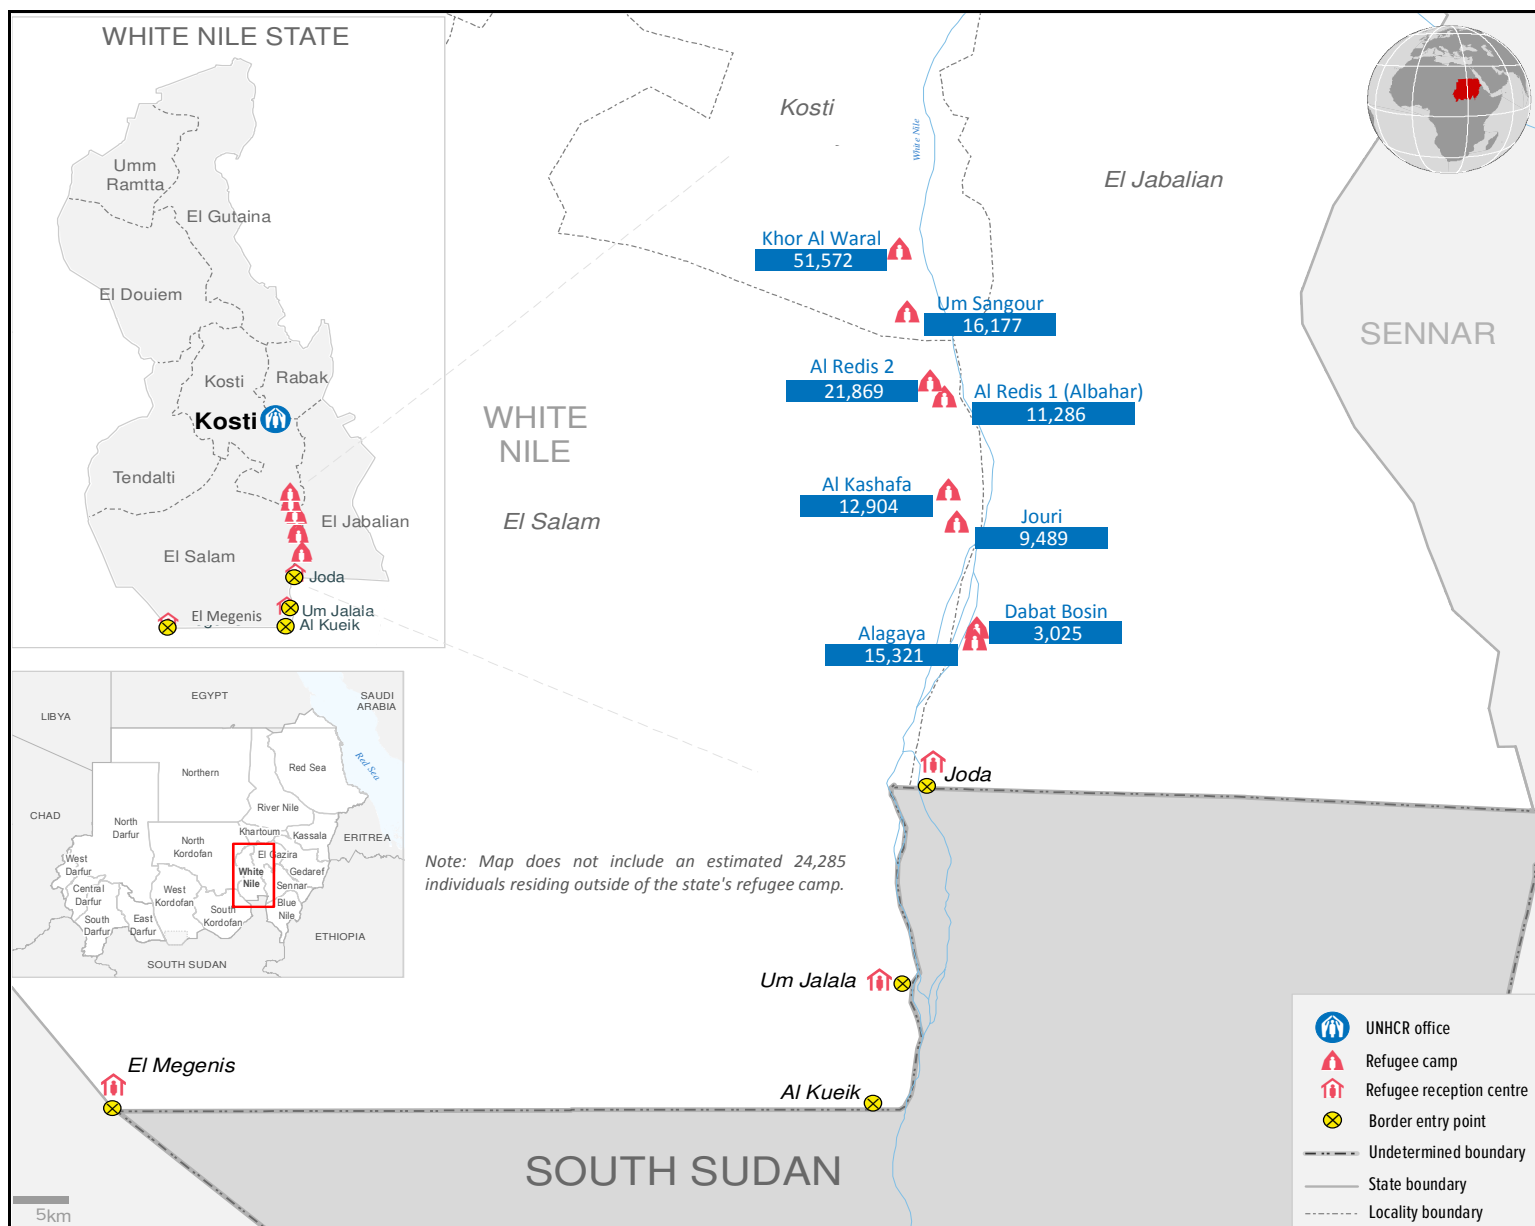 WHITE NILE STATE
Umm
Ramtta
El Gutaina
El Douiem
Kosti
Rabak
Kosti
Tendalti
El Jabalian
El Salam
Joda
El Megenis
Um Jalala
Al Kueik
Kosti
White Nile
El Jabalian
Khor Al Waral
51,572
Um Sangour
16,177
SENNAR
Al Redis 2
21,869
Al Redis 1 (Albahar)
11,286
WHITE
NILE
Al Kashafa
12,904
El Salam
Jouri
9,489
Dabat Bosin
3,025
Alagaya
15,321
Joda
EGYPT
SAUDI
ARABIA
LIBYA
Red Sea
Northern
Red Sea
River Nile
CHAD
North
Darfur
Khartoum
Kassala
ERITREA
North
Kordofan
El Gazira
West
Darfur
White
Nile
Gedaref
Central
Darfur
West
Kordofan
Sennar
South
Kordofan
Blue
Nile
South
Darfur
East
Darfur
ETHIOPIA
SOUTH SUDAN
Note: Map does not include an estimated 24,285
individuals residing outside of the state's refugee camp.
Um Jalala
El Megenis
Al Kueik
SOUTH SUDAN
5km
UNHCR office
Refugee camp
Refugee reception centre
Border entry point
Undetermined boundary
State boundary
Locality boundary